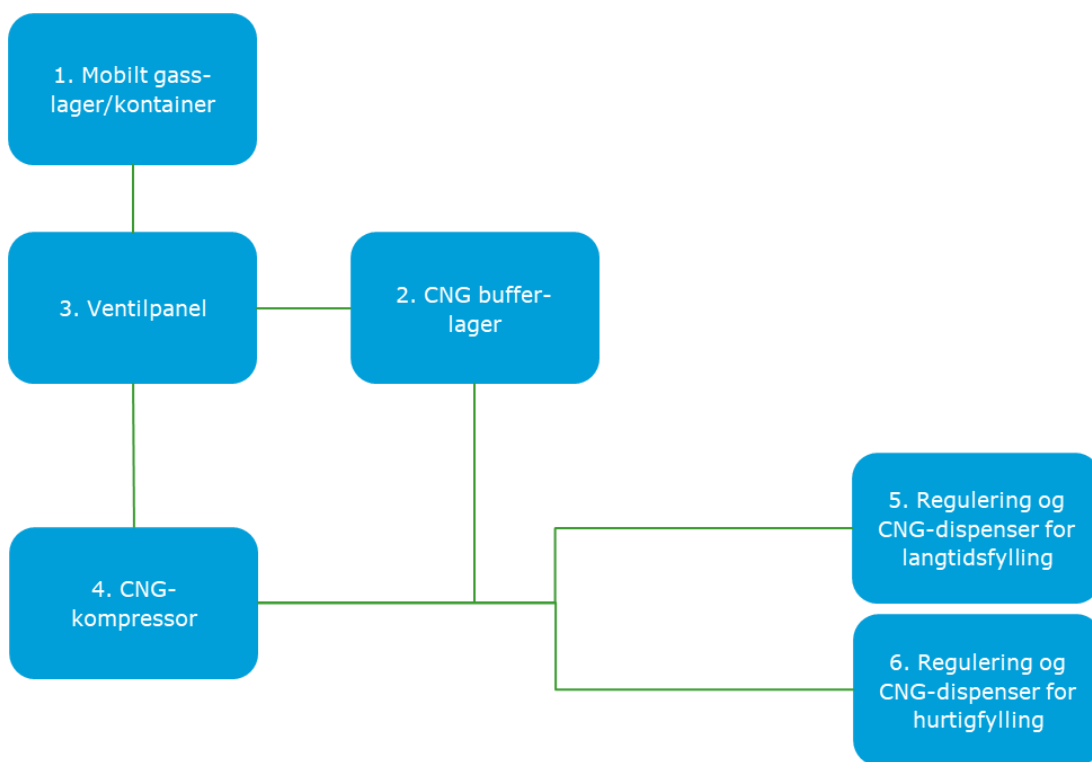 1. Mobilt gass-
lager/kontainer
3. Ventilpanel
2. CNG buffer-
lager
4. CNG-
kompressor
5. Regulering og
CNG-dispenser for
langtidsfylling
6. Regulering og
CNG-dispenser for
hurtigfylling